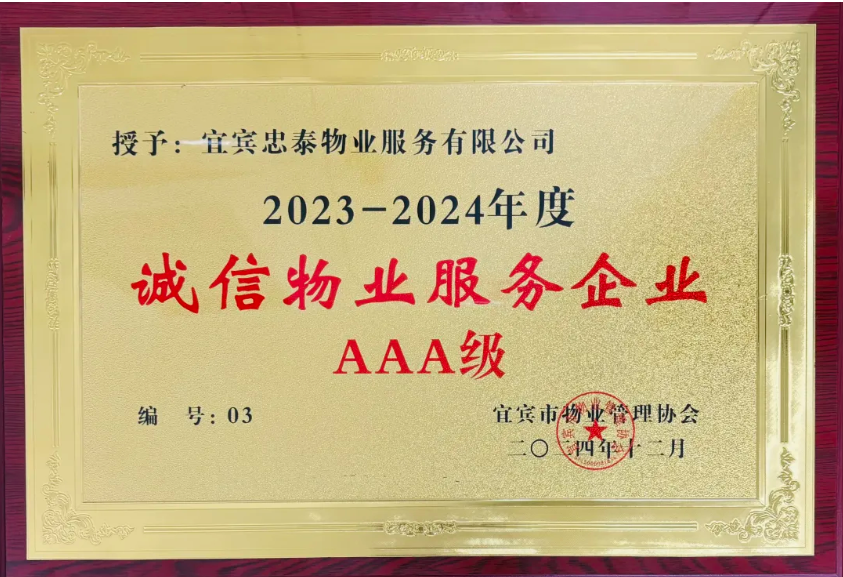 授予：宜宾忠泰物业服务有限公司
2023-2024年度
诚信物业服务企业
AAA级
编 号：03
宜宾市物业管理协会
二〇二四年十二月